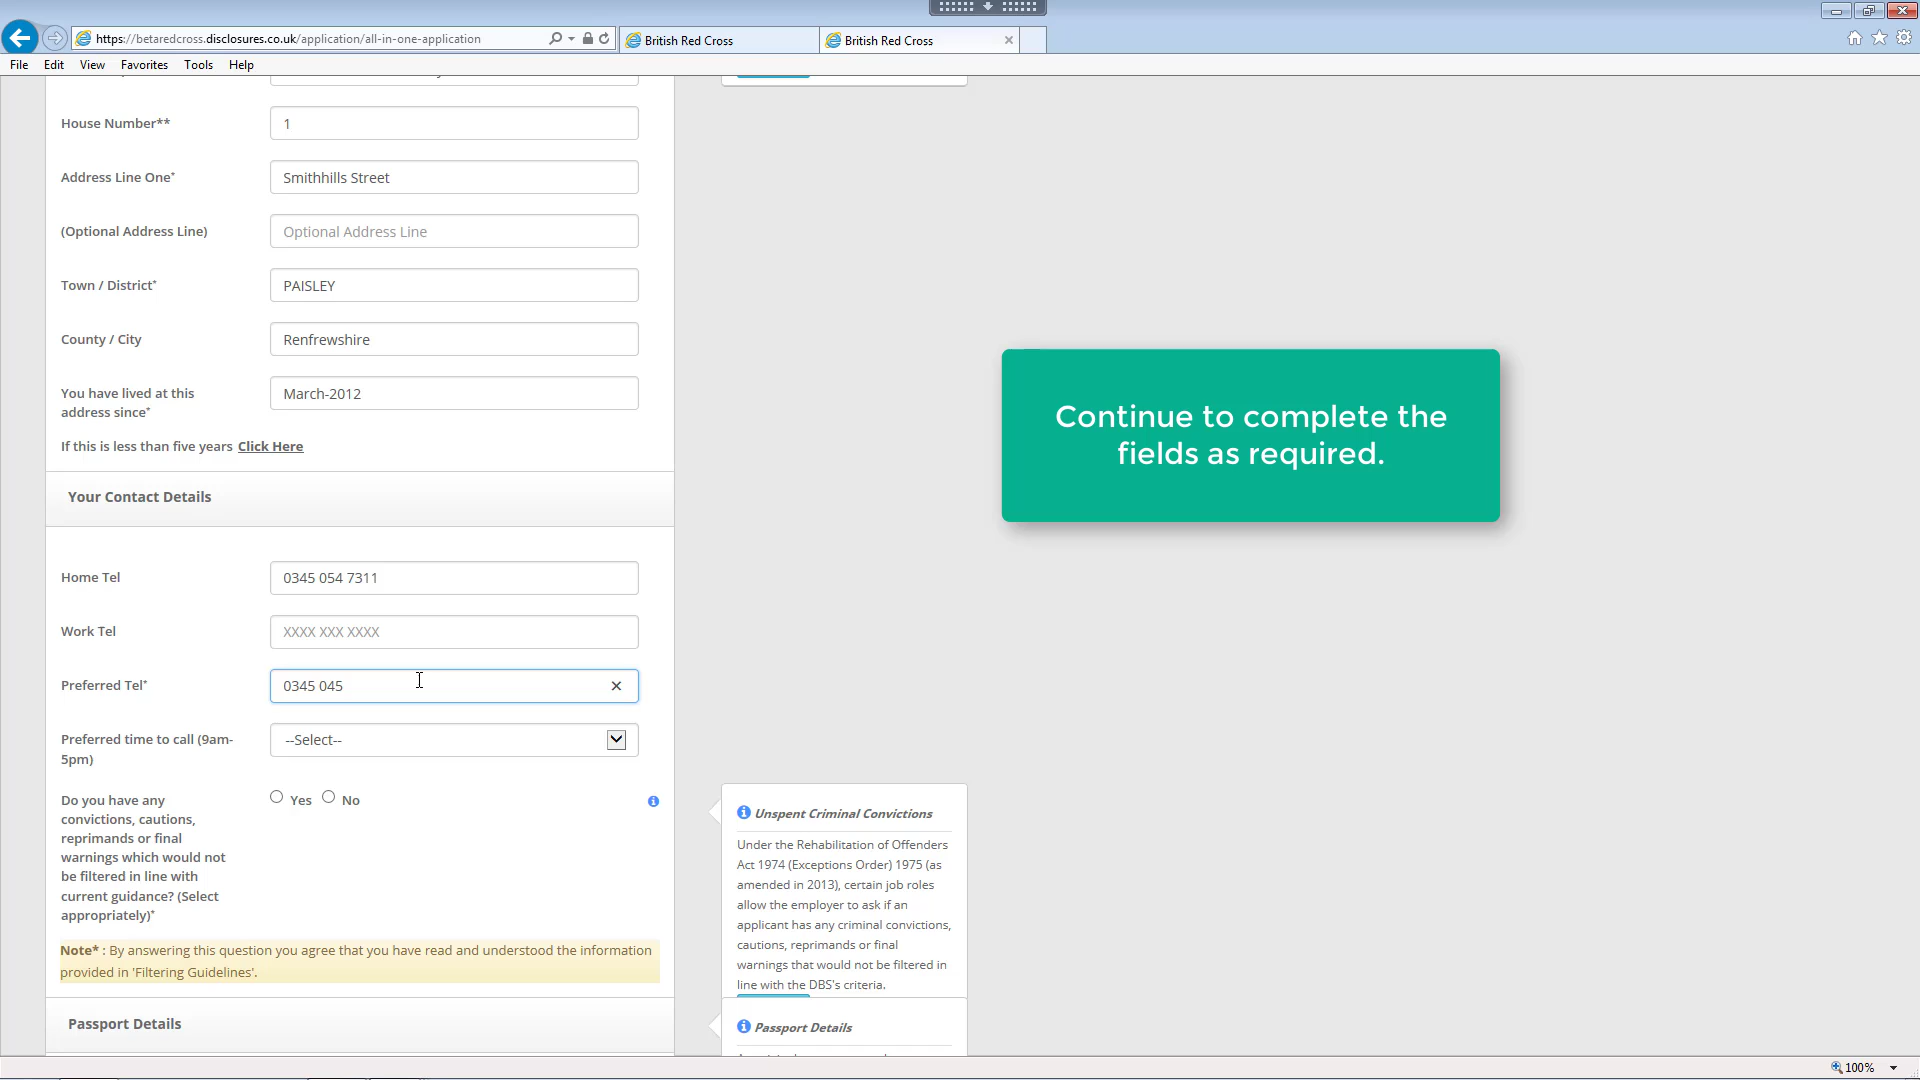 https://betaredcross.disclosures.co.uk/application/all-in-one-application
British Red Cross
British Red Cross
File Edit View Favorites Tools Help
House Number**
1
Address Line One*
Smithhills Street
(Optional Address Line)
Optional Address Line
Town / District*
PAISLEY
County / City
Renfrewshire
You have lived at this
address since*
March-2012
If this is less than five years Click Here
Continue to complete the
fields as required.
Your Contact Details
Home Tel
0345 054 7311
Work Tel
XXXX XXX XXXX
Preferred Tel*
0345 045
Preferred time to call (9am-
5pm)
--Select--
Do you have any
convictions, cautions,
reprimands or final
warnings which would not
be filtered in line with
current guidance? (Select
appropriately)*
Yes No
Note* : By answering this question you agree that you have read and understood the information
provided in 'Filtering Guidelines'.
Unspent Criminal Convictions
Under the Rehabilitation of Offenders
Act 1974 (Exceptions Order) 1975 (as
amended in 2013), certain job roles
allow the employer to ask if an
applicant has any criminal convictions,
cautions, reprimands or final
warnings that would not be filtered in
line with the DBS's criteria.
Passport Details
Passport Details
100%